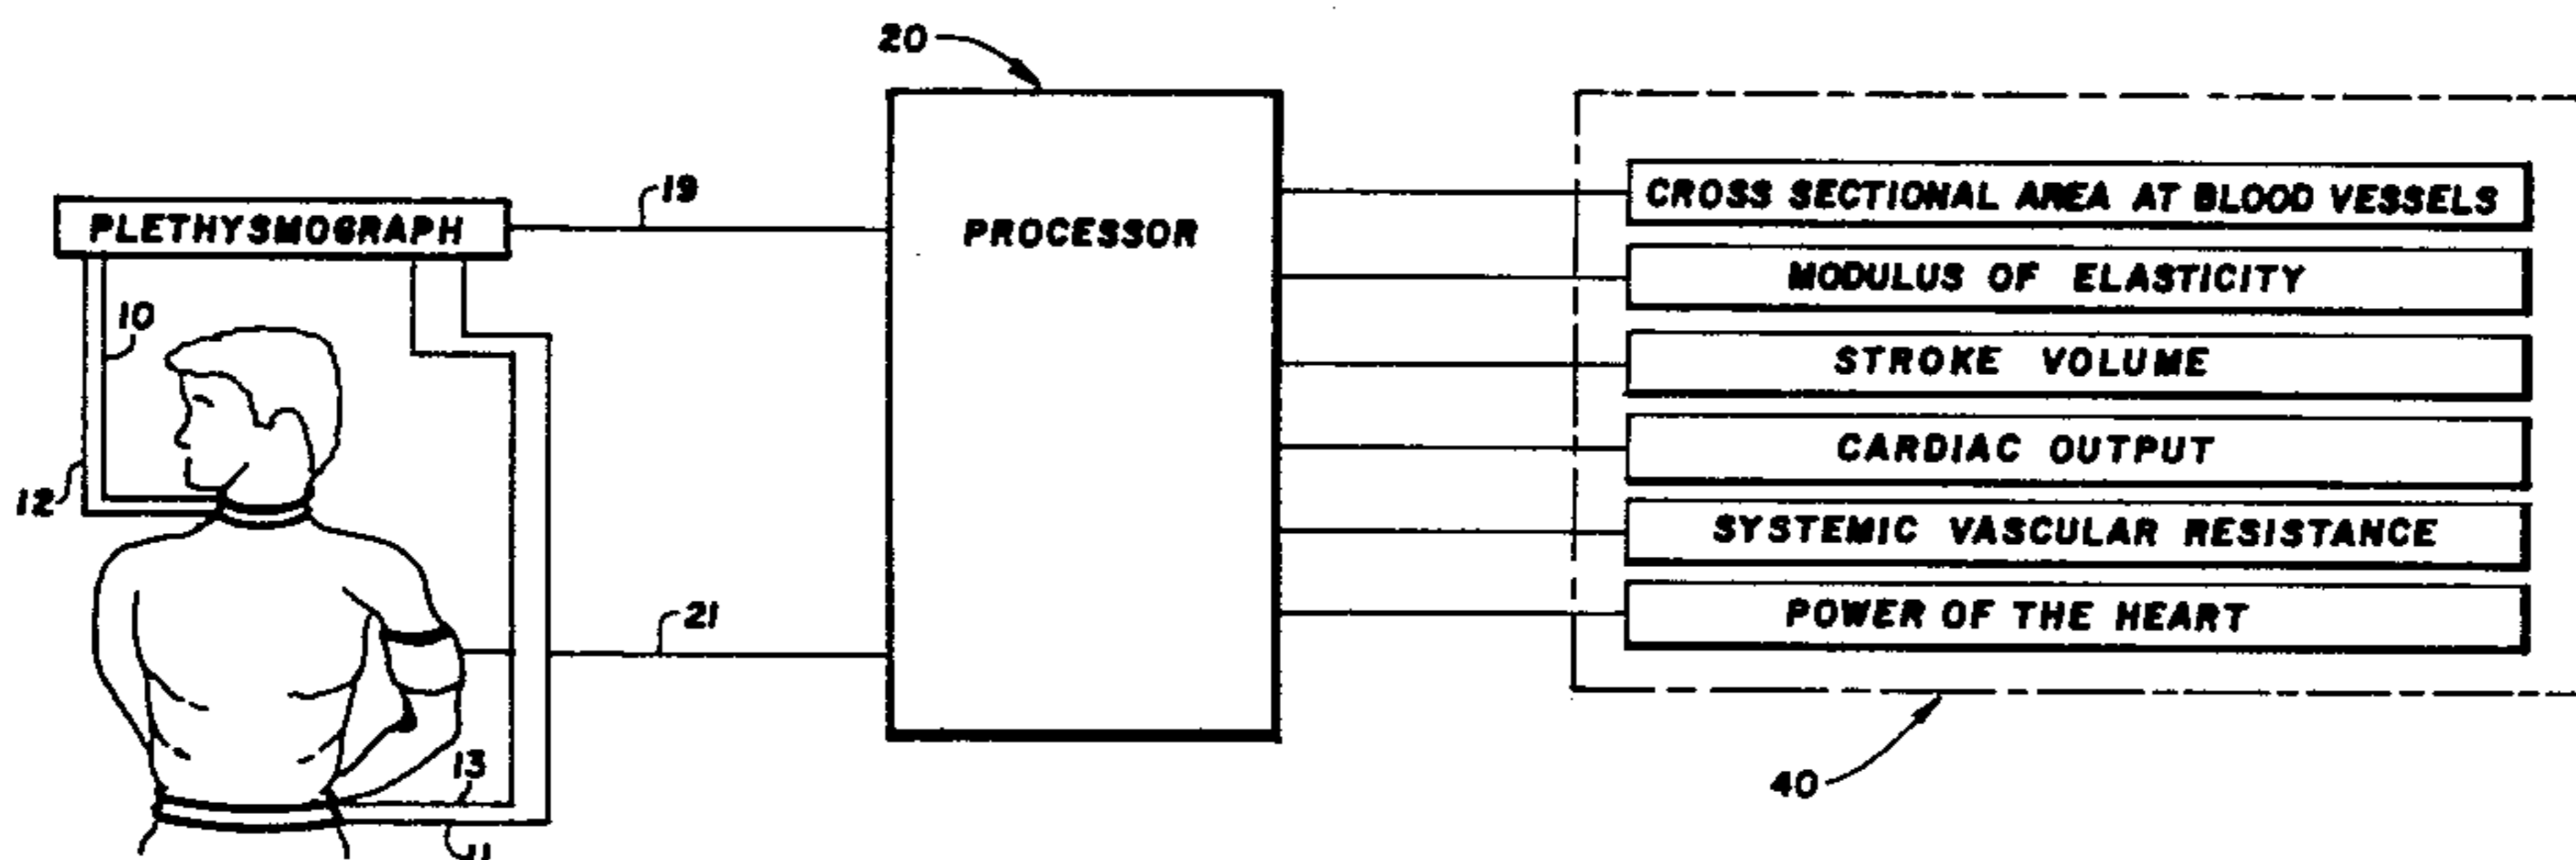 20
19
PLETHYSMOGRAPH
PROCESSOR
CROSS SECTIONAL AREA AT BLOOD VESSELS
MODULUS OF ELASTICITY
10
STROKE VOLUME
CARDIAC OUTPUT
12
SYSTEMIC VASCULAR RESISTANCE
21
POWER OF THE HEART
13
40
11